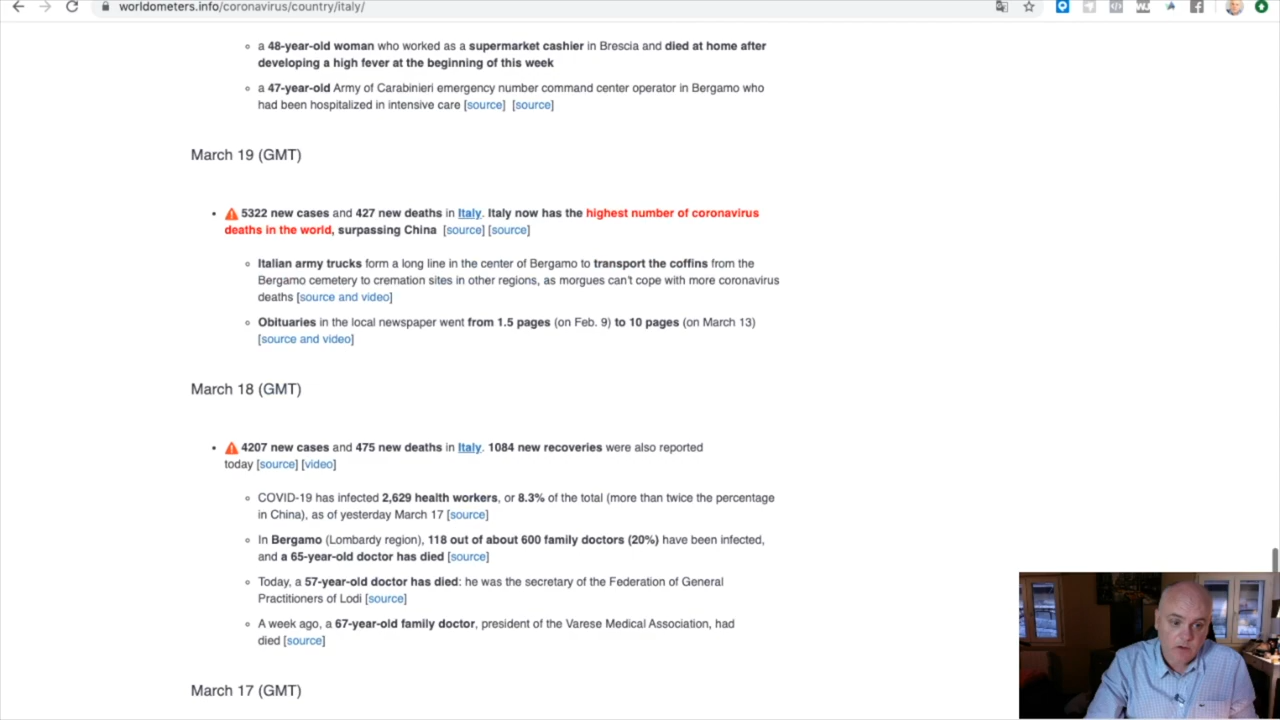 worldometers.info/coronavirus/country/italy/
a 48-year-old woman who worked as a supermarket cashier in Brescia and died at home after
developing a high fever at the beginning of this week
a 47-year-old Army of Carabinieri emergency number command center operator in Bergamo who
had been hospitalized in intensive care [source] [source]
March 19 (GMT)
5322 new cases and 427 new deaths in Italy. Italy now has the highest number of coronavirus
deaths in the world, surpassing China [source] [source]
Italian army trucks form a long line in the center of Bergamo to transport the coffins from the
Bergamo cemetery to cremation sites in other regions, as morgues can't cope with more coronavirus
deaths [source and video]
Obituaries in the local newspaper went from 1.5 pages (on Feb. 9) to 10 pages (on March 13)
[source and video]
March 18 (GMT)
4207 new cases and 475 new deaths in Italy. 1084 new recoveries were also reported
today [source] [video]
COVID-19 has infected 2,629 health workers, or 8.3% of the total (more than twice the percentage
in China), as of yesterday March 17 [source]
In Bergamo (Lombardy region), 118 out of about 600 family doctors (20%) have been infected,
and a 65-year-old doctor has died [source]
Today, a 57-year-old doctor has died: he was the secretary of the Federation of General
Practitioners of Lodi [source]
A week ago, a 67-year-old family doctor, president of the Varese Medical Association, had
died [source]
March 17 (GMT)